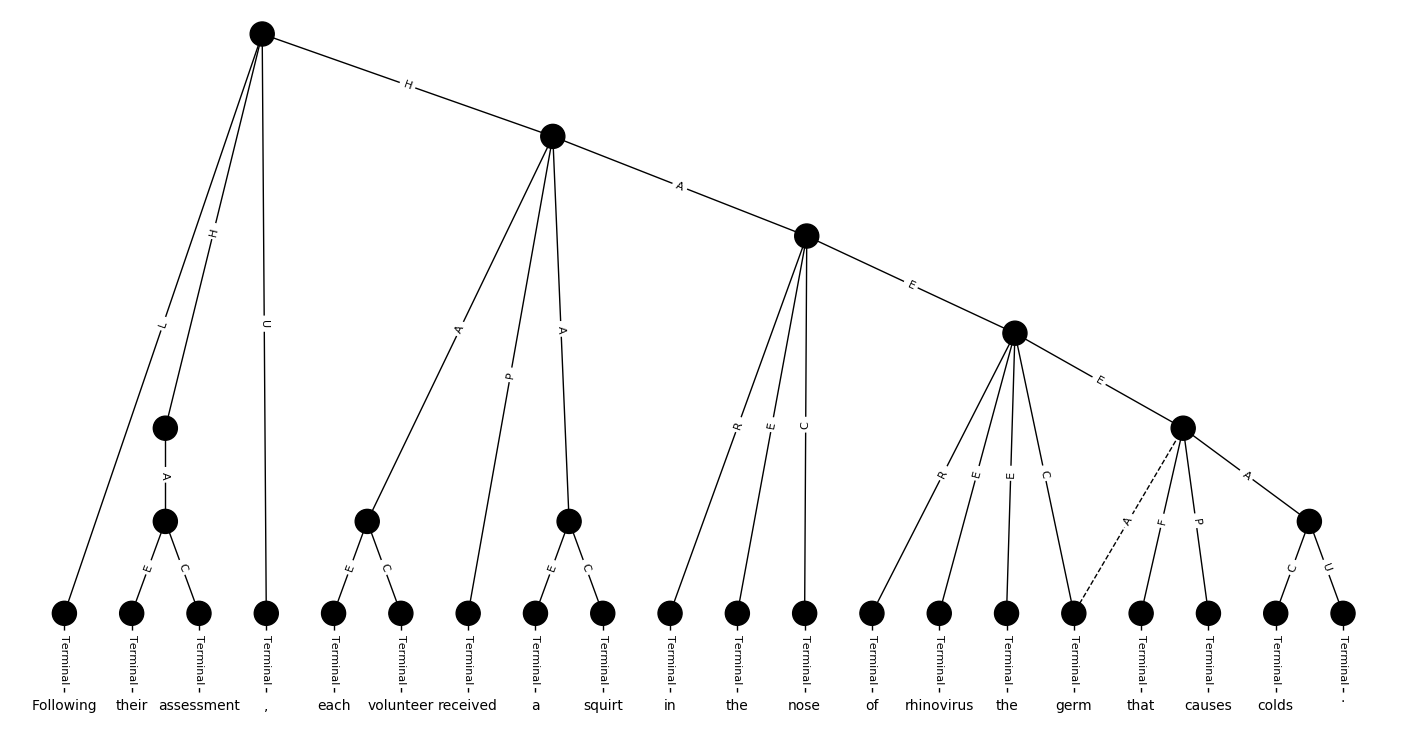 H
A
H
E
L
U
A
A
P
E
R
E
C
A
R
E
E
C
A
A
F
P
E
C
E
C
E
C
C
U
Terminal Terminal Terminal Terminal Terminal Terminal Terminal Terminal Terminal Terminal Terminal Terminal Terminal Terminal Terminal Terminal Terminal Terminal Terminal Terminal
Following their assessment , each volunteer received a squirt in the nose of rhinovirus the germ that causes colds .